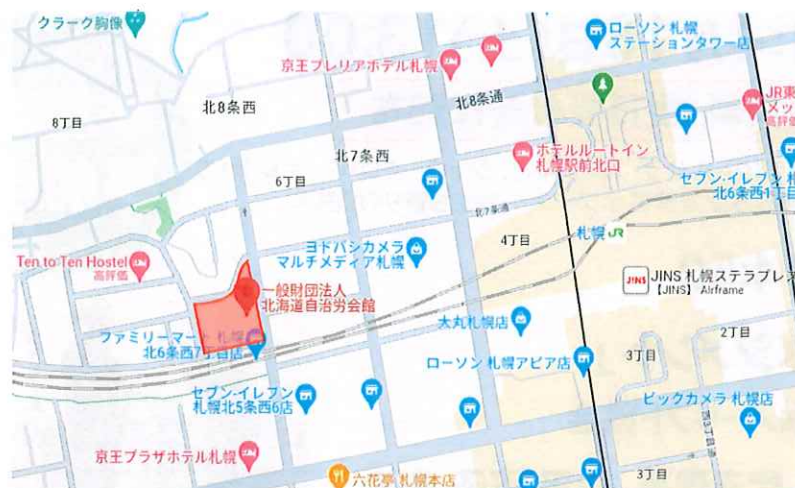 クラーク胸像
ローソン 札幌
ステーションタワー店
京王プレリアホテル札幌
JR東
メッ
高評価
北8条西
北8条通
8丁目
北7条西
ホテルルートイン
札幌駅前北口
セブン-イレブン 札
北6条西1丁目
6丁目
北7条通
4丁目
札幌 JR
ヨドバシカメラ
マルチメディア札幌
Ten to Ten Hostel
高評価
JINS
JINS 札幌ステラプレス
【JINS】 Airframe
一般財団法人
北海道自治労会館
大丸札幌店
ファミリーマート 札幌
北6条西7丁目店
2丁目
3丁目
ローソン 札幌アピア店
セブン-イレブン
札幌北5条西6店
ビックカメラ 札幌店
西3丁目通
京王プラザホテル札幌
六花亭 札幌本店
3丁目